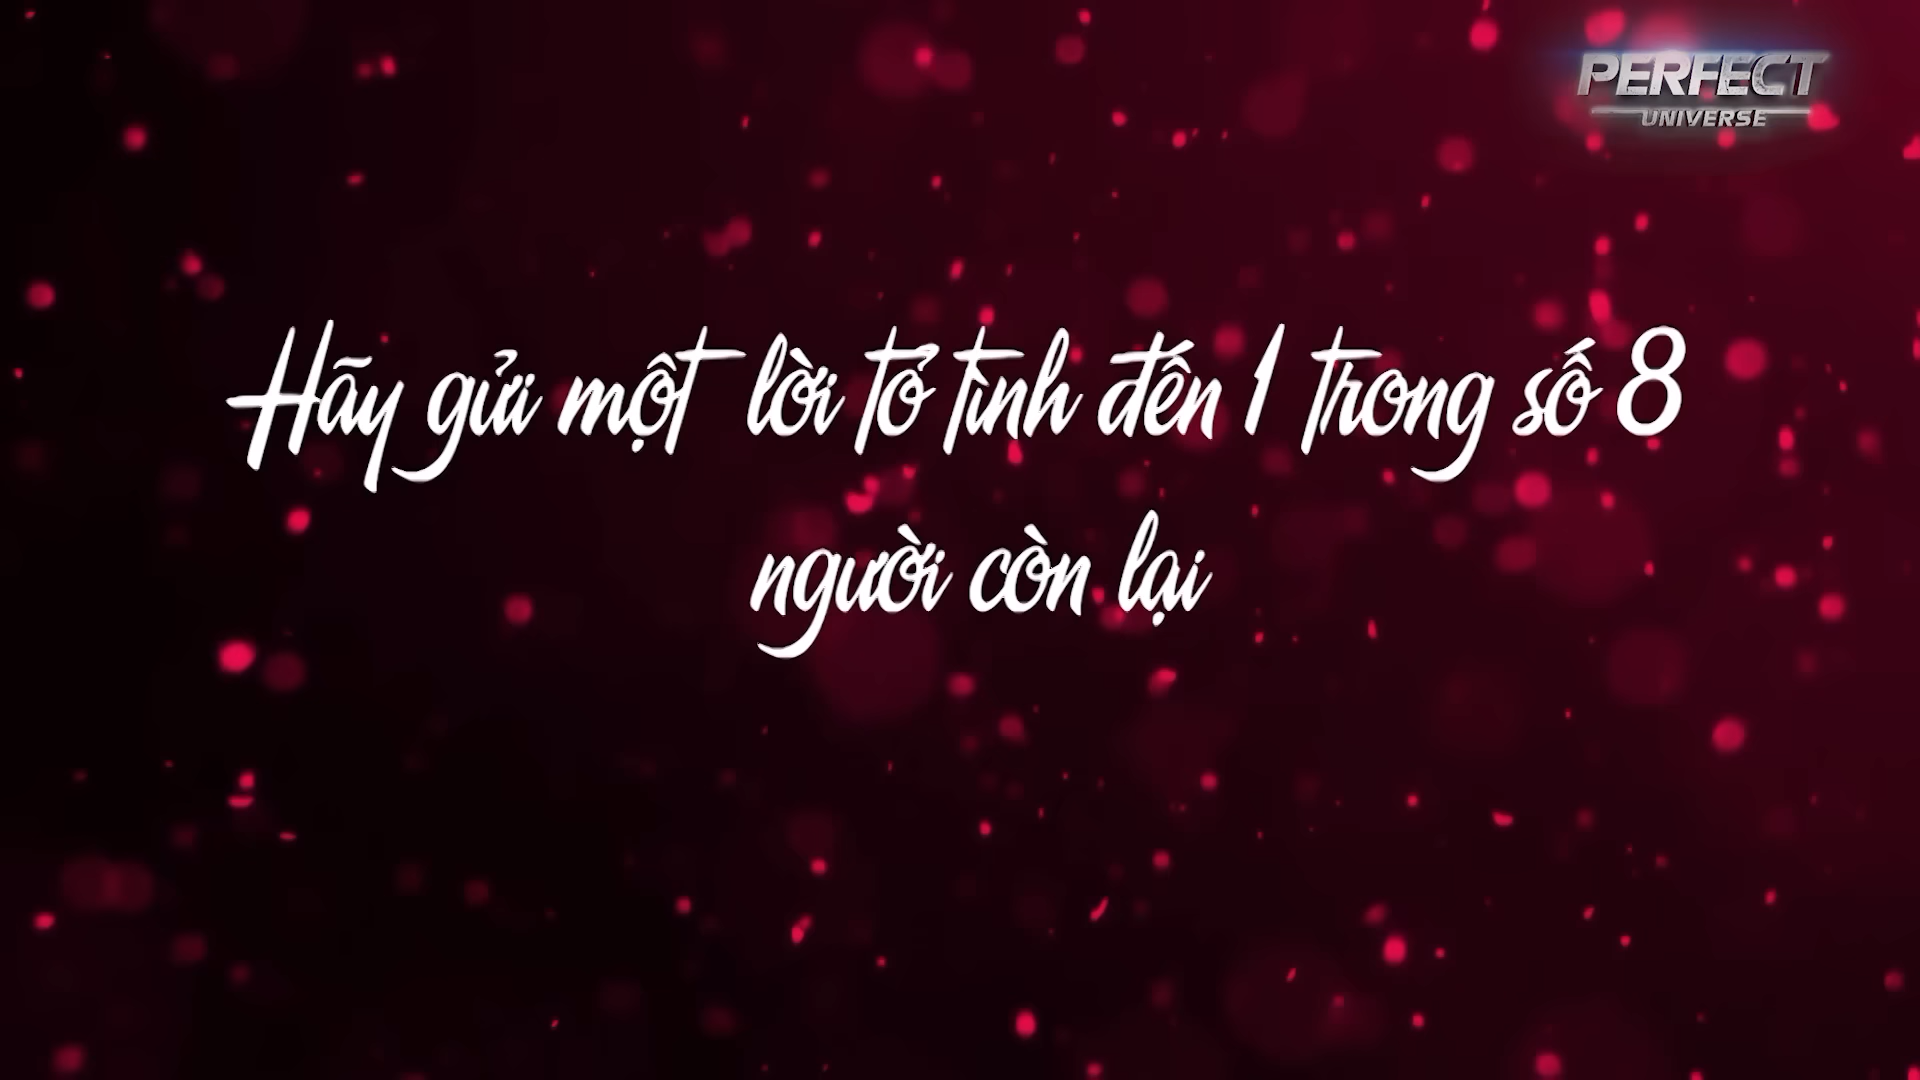 PERFECT
UNIVERSE
Hãy gửi một lời tỏ tình đến 1 trong số 8
người còn lại